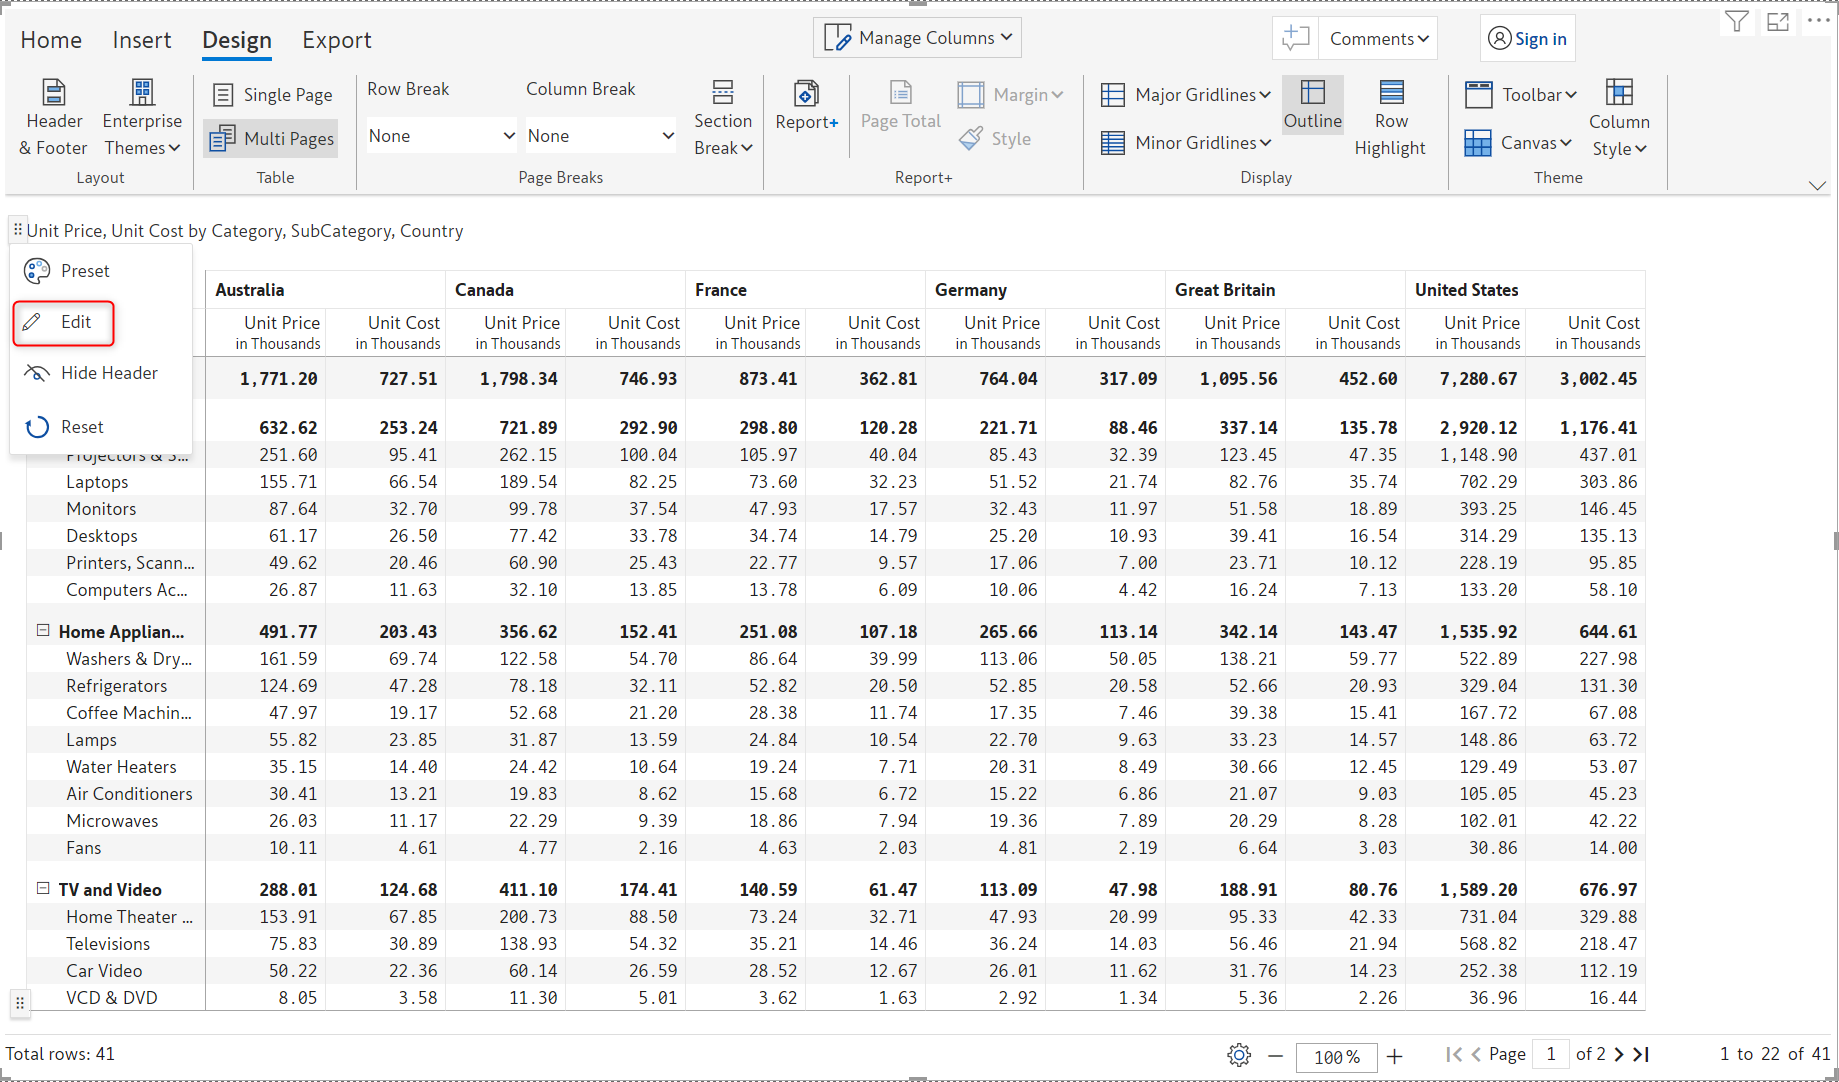 Home Insert Design Export Manage Columns Comments Sign in
Header & Footer Enterprise Themes Layout
Single Page Multi Pages Table
Row Break None Column Break None Section Break Page Breaks
Report+ Page Total Margin Style Report+
Major Gridlines Minor Gridlines Outline Row Highlight Display
Toolbar Canvas Column Style Theme
Unit Price, Unit Cost by Category, SubCategory, Country
Preset
Edit
Hide Header
Reset
Australia Canada France Germany Great Britain United States
Unit Price Unit Cost Unit Price Unit Cost Unit Price Unit Cost Unit Price Unit Cost Unit Price Unit Cost Unit Price Unit Cost
in Thousands in Thousands in Thousands in Thousands in Thousands in Thousands in Thousands in Thousands in Thousands in Thousands in Thousands in Thousands
1,771.20 727.51 1,798.34 746.93 873.41 362.81 764.04 317.09 1,095.56 452.60 7,280.67 3,002.45
632.62 253.24 721.89 292.90 298.80 120.28 221.71 88.46 337.14 135.78 2,920.12 1,176.41
Projectors & S... 251.60 95.41 262.15 100.04 105.97 40.04 85.43 32.39 123.45 47.35 1,148.90 437.01
Laptops 155.71 66.54 189.54 82.25 73.60 32.23 51.52 21.74 82.76 35.74 702.29 303.86
Monitors 87.64 32.70 99.78 37.54 47.93 17.57 32.43 11.97 51.58 18.89 393.25 146.45
Desktops 61.17 26.50 77.42 33.78 34.74 14.79 25.20 10.93 39.41 16.54 314.29 135.13
Printers, Scann... 49.62 20.46 60.90 25.43 22.77 9.57 17.06 7.00 23.71 10.12 228.19 95.85
Computers Ac... 26.87 11.63 32.10 13.85 13.78 6.09 10.06 4.42 16.24 7.13 133.20 58.10
Home Applian... 491.77 203.43 356.62 152.41 251.08 107.18 265.66 113.14 342.14 143.47 1,535.92 644.61
Washers & Dry... 161.59 69.74 122.58 54.70 86.64 39.99 113.06 50.05 138.21 59.77 522.89 227.98
Refrigerators 124.69 47.28 78.18 32.11 52.82 20.50 52.85 20.58 52.66 20.93 329.04 131.30
Coffee Machin... 47.97 19.17 52.68 21.20 28.38 11.74 17.35 7.46 39.38 15.41 167.72 67.08
Lamps 55.82 23.85 31.87 13.59 24.84 10.54 22.70 9.63 33.23 14.57 148.86 63.72
Water Heaters 35.15 14.40 24.42 10.64 19.24 7.71 20.31 8.49 30.66 12.45 129.49 53.07
Air Conditioners 30.41 13.21 19.83 8.62 15.68 6.72 15.22 6.86 21.07 9.03 105.05 45.23
Microwaves 26.03 11.17 22.29 9.39 18.86 7.94 19.36 7.89 20.29 8.28 102.01 42.22
Fans 10.11 4.61 4.77 2.16 4.63 2.03 4.81 2.19 6.64 3.03 30.86 14.00
TV and Video 288.01 124.68 411.10 174.41 140.59 61.47 113.09 47.98 188.91 80.76 1,589.20 676.97
Home Theater ... 153.91 67.85 200.73 88.50 73.24 32.71 47.93 20.99 95.33 42.33 731.04 329.88
Televisions 75.83 30.89 138.93 54.32 35.21 14.46 36.24 14.03 56.46 21.94 568.82 218.47
Car Video 50.22 22.36 60.14 26.59 28.52 12.67 26.01 11.62 31.76 14.23 252.38 112.19
VCD & DVD 8.05 3.58 11.30 5.01 3.62 1.63 2.92 1.34 5.36 2.26 36.96 16.44
Total rows: 41 100% Page 1 of 2 1 to 22 of 41